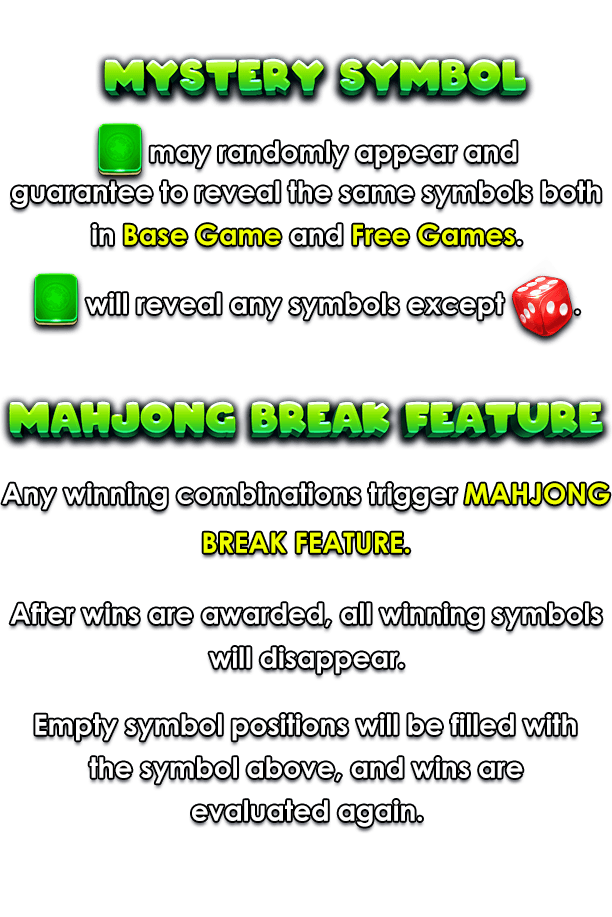 MYSTERY SYMBOL
may randomly appear and
guarantee to reveal the same symbols both
in Base Game and Free Games.
will reveal any symbols except .
MAHJONG BREAK FEATURE
Any winning combinations trigger MAHJONG
BREAK FEATURE.
After wins are awarded, all winning symbols
will disappear.
Empty symbol positions will be filled with
the symbol above, and wins are
evaluated again.